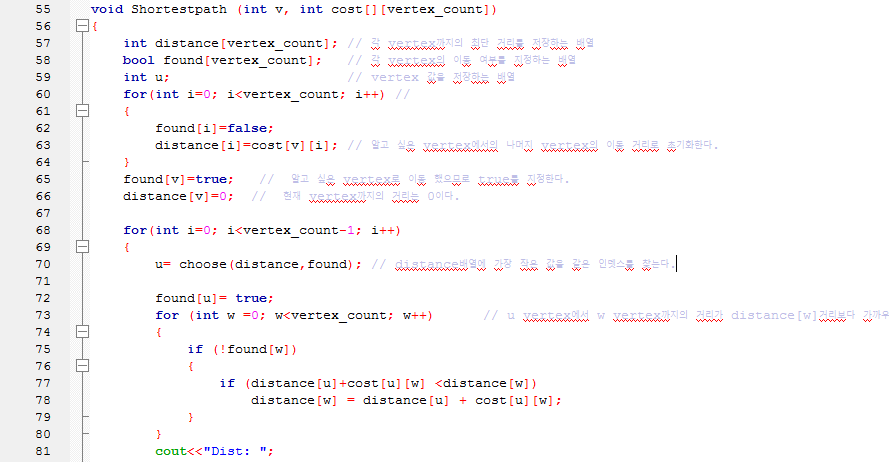 55 void Shortestpath (int v, int cost[][vertex_count])
56 {
57 int distance[vertex_count]; // 각 vertex까지의 최단 거리를 저장하는 배열
58 bool found[vertex_count]; // 각 vertex의 이동 여부를 지정하는 배열
59 int u; // vertex 값을 저장하는 배열
60 for(int i=0; i<vertex_count; i++) //
61 {
62 found[i]=false;
63 distance[i]=cost[v][i]; // 알고 싶은 vertex에서의 나머지 vertex의 이동 거리로 초기화한다.
64 }
65 found[v]=true; // 알고 싶은 vertex로 이동 했으므로 true를 지정한다.
66 distance[v]=0; // 현재 vertex까지의 거리는 0이다.
67
68 for(int i=0; i<vertex_count-1; i++)
69 {
70 u= choose(distance,found); // distance배열에 가장 작은 값을 같은 인덱스를 찾는다.
71
72 found[u]= true;
73 for (int w =0; w<vertex_count; w++) // u vertex에서 w vertex까지의 거리가 distance[w]거리보다 가까우
74 {
75 if (!found[w])
76 {
77 if (distance[u]+cost[u][w] <distance[w])
78 distance[w] = distance[u] + cost[u][w];
79 }
80 }
81 cout<<"Dist: ";